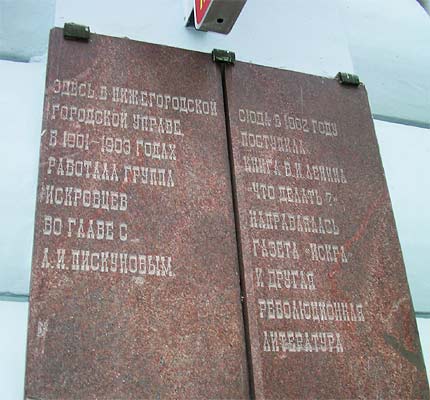 ЗДЕСЬ В НИЖЕГОРОДСКОЙ
ГОРОДСКОЙ УПРАВЕ
В 1901-1903 ГОДАХ
РАБОТАЛА ГРУППА
ИСКРОВЦЕВ
ВО ГЛАВЕ С
А.И. ПИСКУНОВЫМ.
СЮДА В 1902 ГОДУ
ПОСТУПИЛА
КНИГА В.И. ЛЕНИНА
"ЧТО ДЕЛАТЬ?"
НАПРАВЛЯЛАСЬ
ГАЗЕТА "ИСКРА"
И ДРУГАЯ
РЕВОЛЮЦИОННАЯ
ЛИТЕРАТУРА